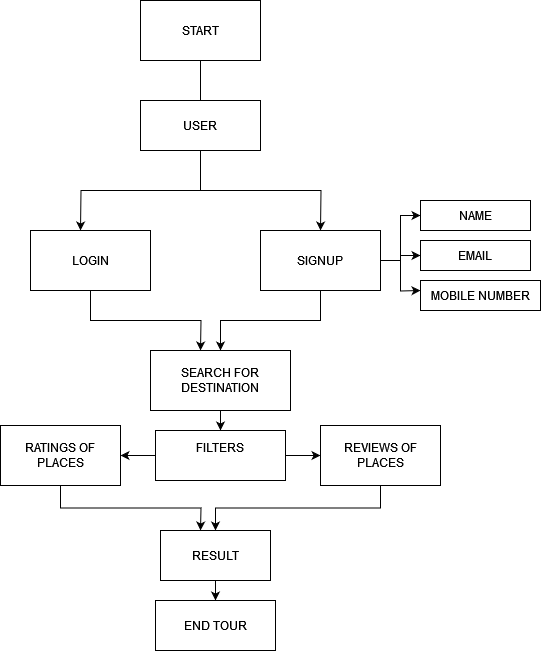 START
USER
LOGIN
SIGNUP
NAME
EMAIL
MOBILE NUMBER
SEARCH FOR
DESTINATION
RATINGS OF
PLACES
FILTERS
REVIEWS OF
PLACES
RESULT
END TOUR